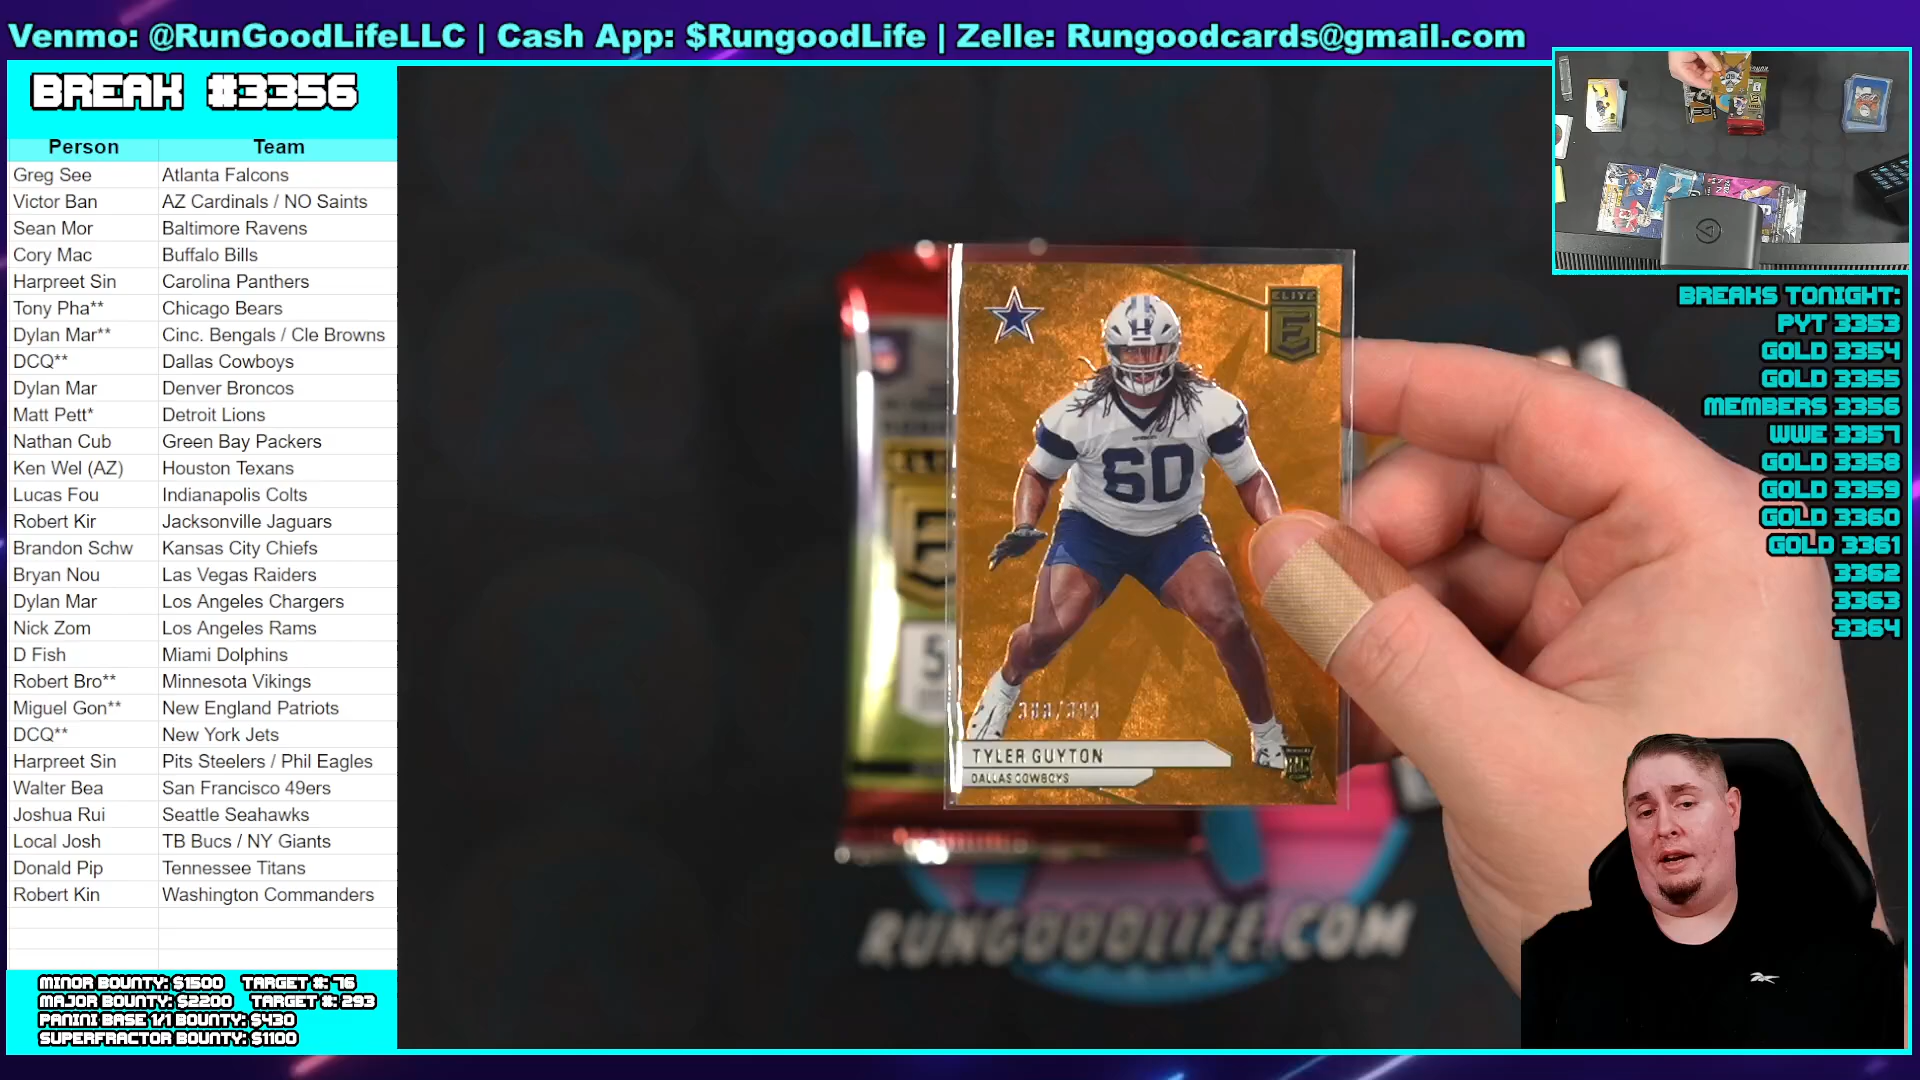 Venmo: @RunGoodLifeLLC | Cash App: $RungoodLife | Zelle: Rungoodcards@gmail.com
BREAK #3356
Person Team
Greg See Atlanta Falcons
Victor Ban AZ Cardinals / NO Saints
Sean Mor Baltimore Ravens
Cory Mac Buffalo Bills
Harpreet Sin Carolina Panthers
Tony Pha** Chicago Bears
Dylan Mar** Cinc. Bengals / Cle Browns
DCQ** Dallas Cowboys
Dylan Mar Denver Broncos
Matt Pett* Detroit Lions
Nathan Cub Green Bay Packers
Ken Wel (AZ) Houston Texans
Lucas Fou Indianapolis Colts
Robert Kir Jacksonville Jaguars
Brandon Schw Kansas City Chiefs
Bryan Nou Las Vegas Raiders
Dylan Mar Los Angeles Chargers
Nick Zom Los Angeles Rams
D Fish Miami Dolphins
Robert Bro** Minnesota Vikings
Miguel Gon** New England Patriots
DCQ** New York Jets
Harpreet Sin Pits Steelers / Phil Eagles
Walter Bea San Francisco 49ers
Joshua Rui Seattle Seahawks
Local Josh TB Bucs / NY Giants
Donald Pip Tennessee Titans
Robert Kin Washington Commanders
MINOR BOUNTY: $1500 TARGET #: 76
MAJOR BOUNTY: $2200 TARGET #: 293
PANINI BASE 1/1 BOUNTY: $430
SUPERFRACTOR BOUNTY: $1100
ELITE
E
60
TYLER GUYTON
DALLAS COWBOYS
RC
RUNGOODLIFE.COM
BREAKS TONIGHT:
PYT 3353
GOLD 3354
GOLD 3355
MEMBERS 3356
WWE 3357
GOLD 3358
GOLD 3359
GOLD 3360
GOLD 3361
3362
3363
3364